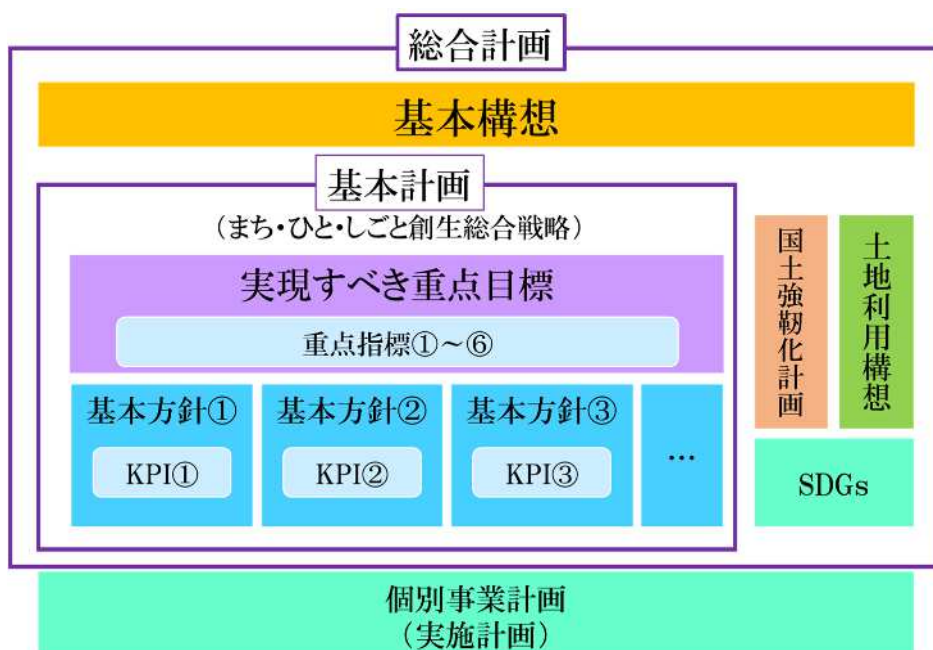 総合計画
基本構想
基本計画
(まち・ひと・しごと創生総合戦略)
実現すべき重点目標
重点指標①~⑥
基本方針①
KPI①
基本方針②
KPI②
基本方針③
KPI③
…
国土強靭化計画
土地利用構想
SDGs
個別事業計画
(実施計画)